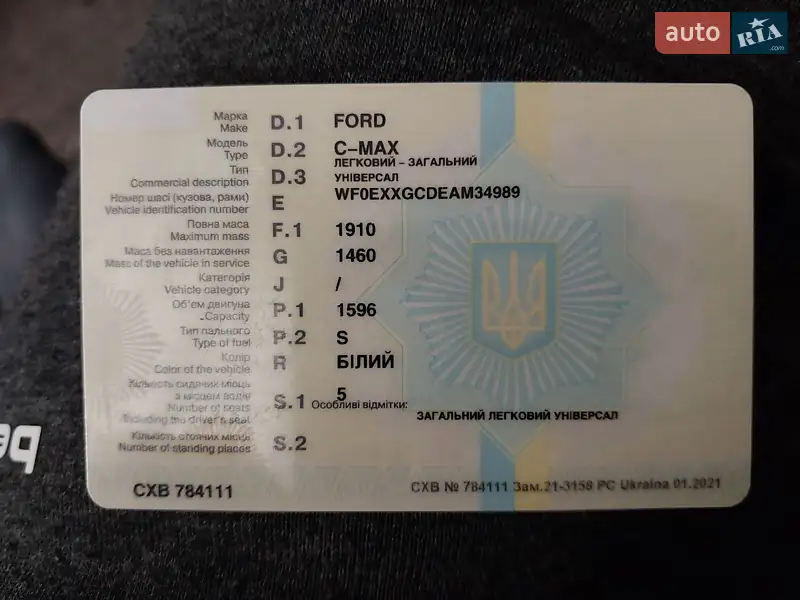 auto RIA .com
Марка
Make D.1 FORD
Модель
Type D.2 C-MAX
ЛЕГКОВИЙ - ЗАГАЛЬНИЙ
Тип
Commercial description D.3 УНІВЕРСАЛ
Номер шасі (кузова, рами)
Vehicle identification number E WF0EXXGCDEAM34989
Повна маса
Maximum mass F.1 1910
Маса без навантаження
Mass of the vehicle in service G 1460
Категорія
Vehicle category J /
Об'єм двигуна
Capacity P.1 1596
Тип пального
Type of fuel P.2 S
Колір
Color of the vehicle R БІЛИЙ
Кількість сидячих місць
з місцем водія
Number of seats
including the driver's seat S.1 5
Особливі відмітки:
ЗАГАЛЬНИЙ ЛЕГКОВИЙ УНІВЕРСАЛ
Кількість стоячих місць
Number of standing places S.2
СХВ 784111
СХВ № 784111 Зам.21-3158 PC Ukraina 01.2021